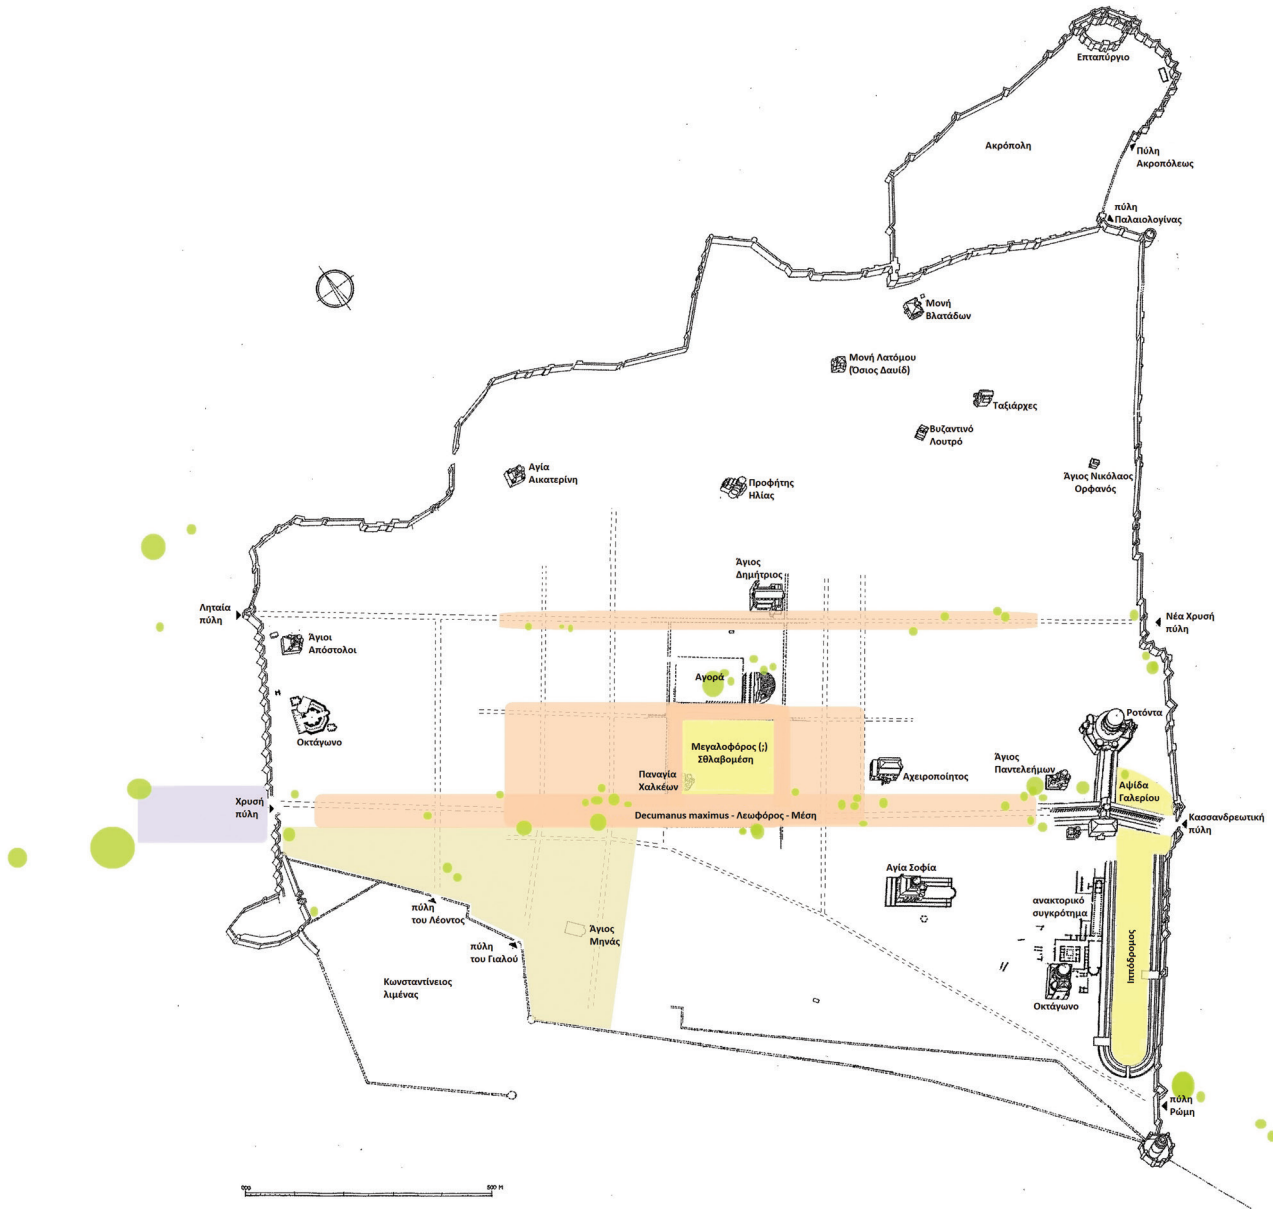 Επταπύργιο
Ακρόπολη
Πύλη
Ακροπόλεως
πύλη
Παλαιολογίνας
Μονή
Βλατάδων
Μονή Λατόμου
(Όσιος Δαυίδ)
Ταξιάρχες
Βυζαντινό
Λουτρό
Αγία
Αικατερίνη
Προφήτης
Ηλίας
Άγιος Νικόλαος
Ορφανός
Άγιος
Δημήτριος
Ληταία
πύλη
Νέα Χρυσή
πύλη
Άγιοι
Απόστολοι
Αγορά
Ροτόντα
Οκτάγωνο
Μεγαλοφόρος (;)
Σθλαβομέση
Παναγία
Χαλκέων
Αχειροποίητος
Άγιος
Παντελεήμων
Αψίδα
Γαλερίου
Χρυσή
πύλη
Decumanus maximus - Λεωφόρος - Μέση
Κασσανδρεωτική
πύλη
Αγία Σοφία
πύλη
του Λέοντος
ανακτορικό
συγκρότημα
Άγιος
Μηνάς
πύλη
του Γιαλού
Ιππόδρομος
Κωνσταντίνειος
λιμένας
Οκτάγωνο
πύλη
Ρώμη
000
500 M